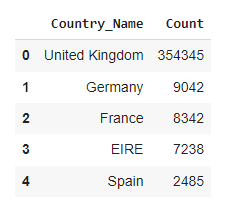 Country_Name Count
0 United Kingdom 354345
1 Germany 9042
2 France 8342
3 EIRE 7238
4 Spain 2485